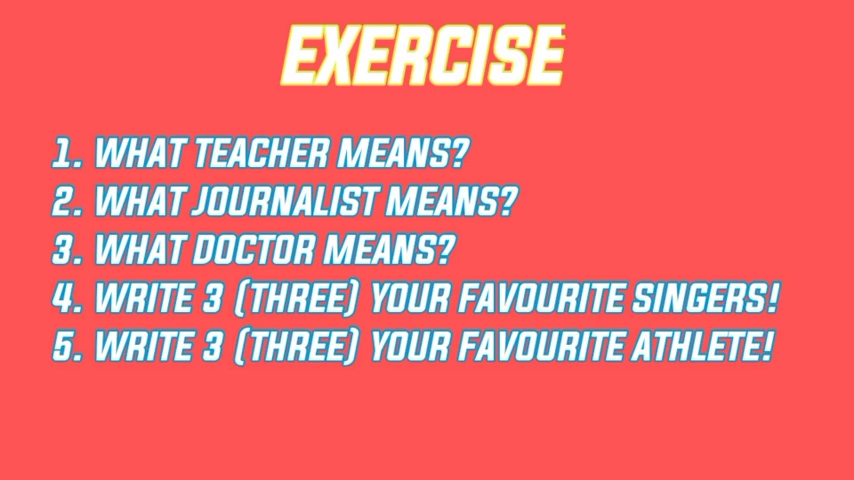 EXERCISE
1. WHAT TEACHER MEANS?
2. WHAT JOURNALIST MEANS?
3. WHAT DOCTOR MEANS?
4. WRITE 3 (THREE) YOUR FAVOURITE SINGERS!
5. WRITE 3 (THREE) YOUR FAVOURITE ATHLETE!